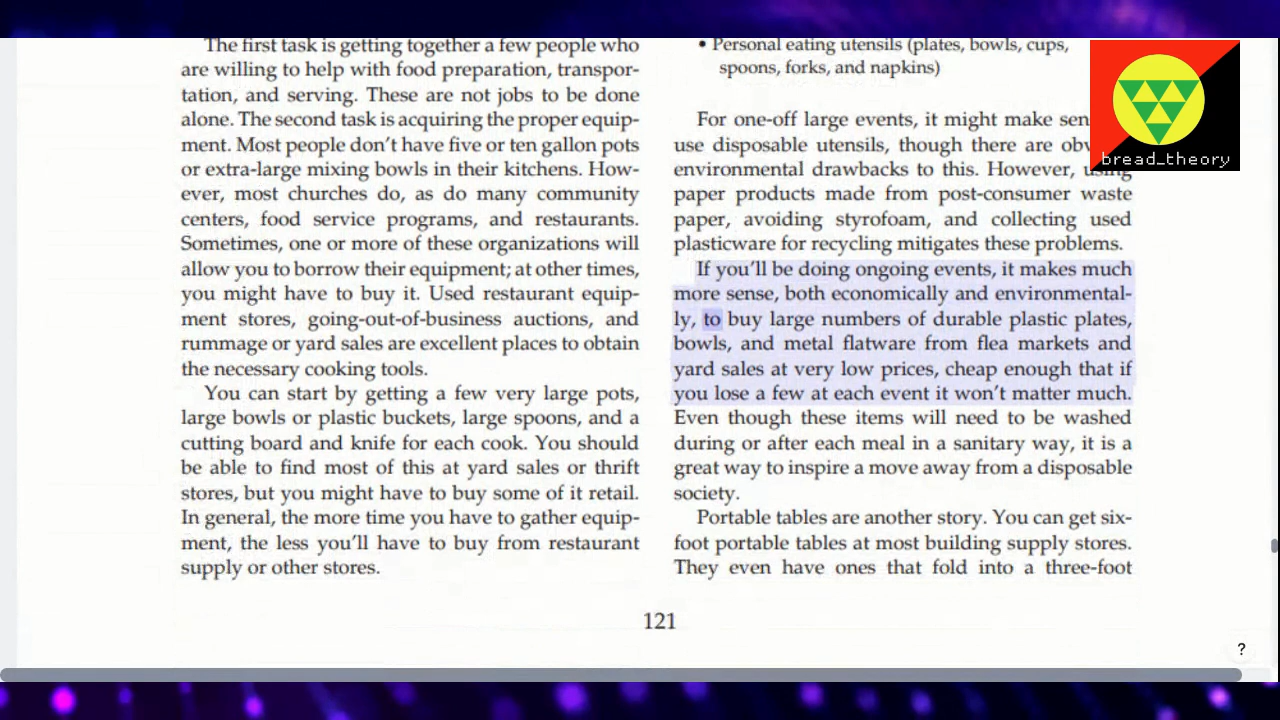 The first task is getting together a few people who
are willing to help with food preparation, transpor-
tation, and serving. These are not jobs to be done
alone. The second task is acquiring the proper equip-
ment. Most people don't have five or ten gallon pots
or extra-large mixing bowls in their kitchens. How-
ever, most churches do, as do many community
centers, food service programs, and restaurants.
Sometimes, one or more of these organizations will
allow you to borrow their equipment; at other times,
you might have to buy it. Used restaurant equip-
ment stores, going-out-of-business auctions, and
rummage or yard sales are excellent places to obtain
the necessary cooking tools.
You can start by getting a few very large pots,
large bowls or plastic buckets, large spoons, and a
cutting board and knife for each cook. You should
be able to find most of this at yard sales or thrift
stores, but you might have to buy some of it retail.
In general, the more time you have to gather equip-
ment, the less you'll have to buy from restaurant
supply or other stores.
• Personal eating utensils (plates, bowls, cups,
spoons, forks, and napkins)
For one-off large events, it might make
use disposable utensils, though there are
environmental drawbacks to this. However, using
paper products made from post-consumer waste
paper, avoiding styrofoam, and collecting used
plasticware for recycling mitigates these problems.
If you'll be doing ongoing events, it makes much
more sense, both economically and environmental-
ly, to buy large numbers of durable plastic plates,
bowls, and metal flatware from flea markets and
yard sales at very low prices, cheap enough that if
you lose a few at each event it won't matter much.
Even though these items will need to be washed
during or after each meal in a sanitary way, it is a
great way to inspire a move away from a disposable
society.
Portable tables are another story. You can get six-
foot portable tables at most building supply stores.
They even have ones that fold into a three-foot
121
bread_theory
?